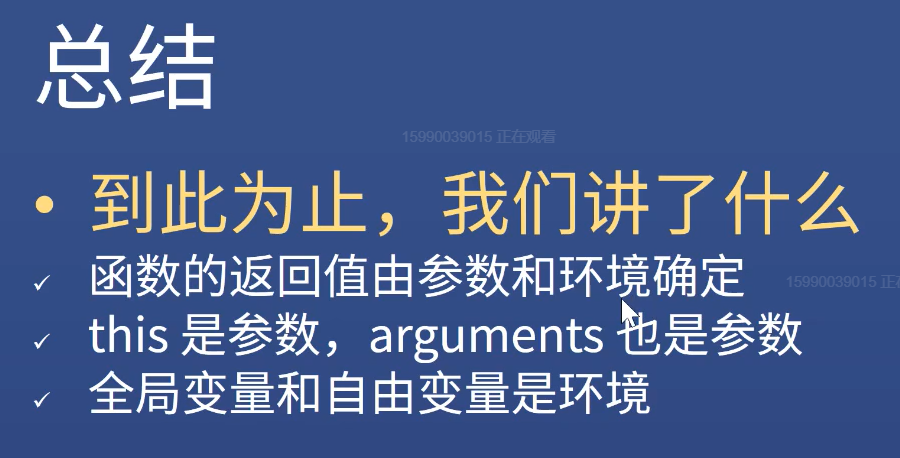 总结
15990039015 正在观看
• 到此为止，我们讲了什么
✓ 函数的返回值由参数和环境确定
15990039015 正在
✓ this 是参数，arguments 也是参数
✓ 全局变量和自由变量是环境